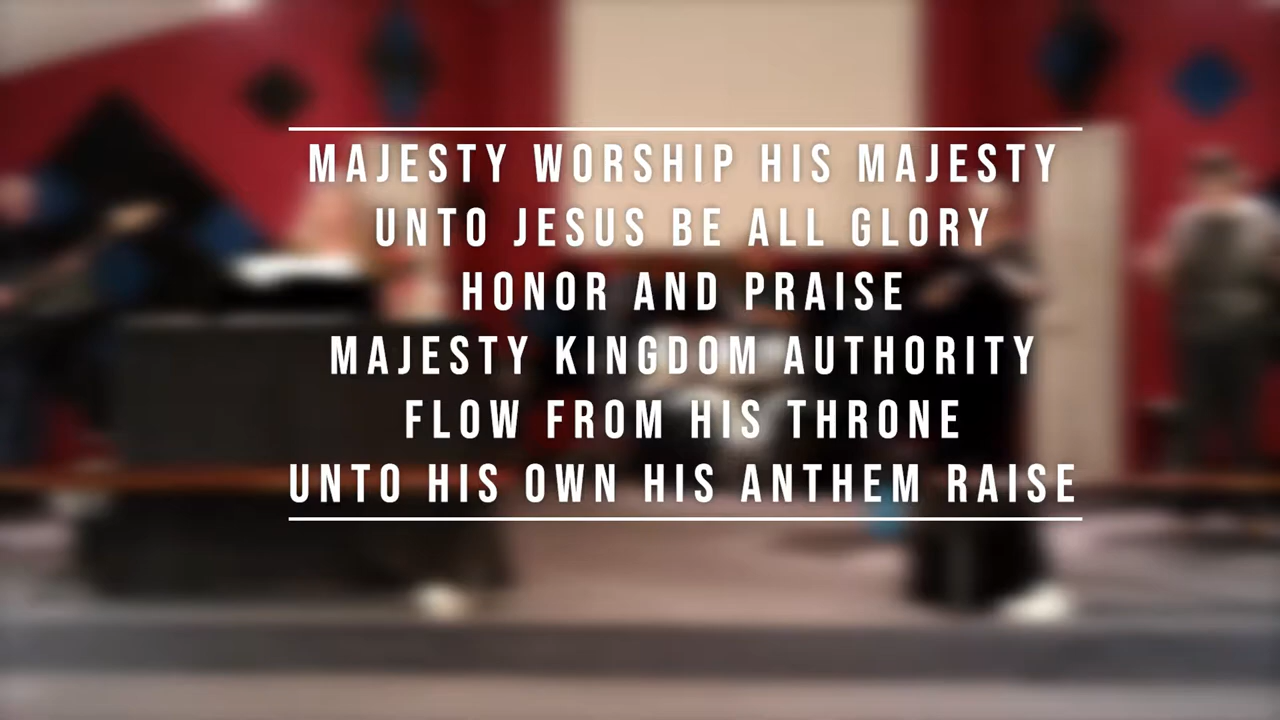 MAJESTY WORSHIP HIS MAJESTY
UNTO JESUS BE ALL GLORY
HONOR AND PRAISE
MAJESTY KINGDOM AUTHORITY
FLOW FROM HIS THRONE
UNTO HIS OWN HIS ANTHEM RAISE